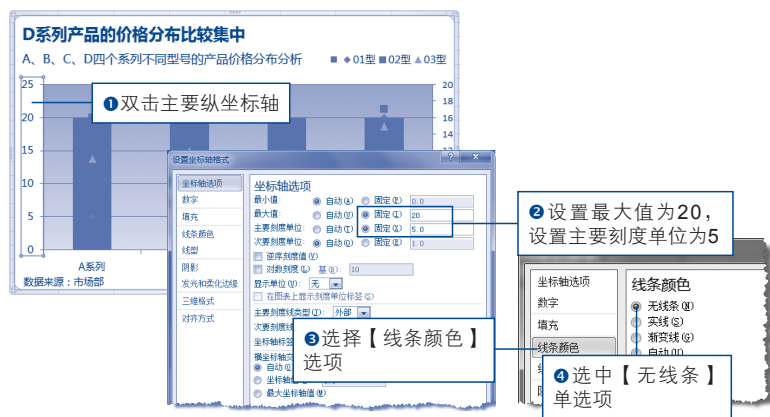 D系列产品的价格分布比较集中
A、B、C、D四个系列不同型号的产品价格分布分析
01型 02型 03型
25
20
15
10
5
0
20
18
16
14
A系列
数据来源：市场部
❶双击主要纵坐标轴
设置坐标轴格式
坐标轴选项
数字
填充
线条颜色
线型
阴影
发光和柔化边缘
三维格式
对齐方式
坐标轴选项
最小值： 自动(A) 固定(F) 0.0
最大值： 自动(U) 固定(I) 20
主要刻度单位： 自动(T) 固定(X) 5.0
次要刻度单位： 自动(O) 固定(E) 1.0
逆序刻度值(V)
对数刻度(L) 基(B)： 10
显示单位(U)： 无
在图表上显示刻度单位标签(S)
主要刻度线类型(J)： 外部
次要刻度线
坐标轴标签
横坐标轴交
自动(O)
坐标轴值
最大坐标轴值(M)
❷设置最大值为20，
设置主要刻度单位为5
❸选择【线条颜色】
选项
坐标轴选项
数字
填充
线条颜色
线条颜色
无线条(N)
实线(S)
渐变线(G)
自动(U)
❹选中【无线条】
单选项